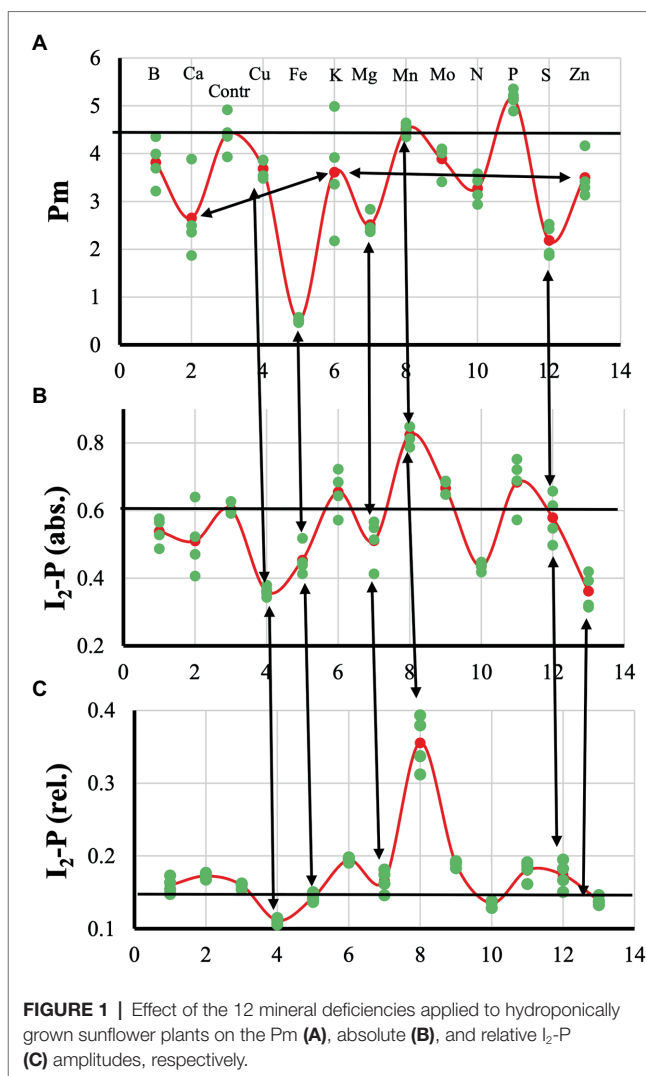 A
6
B Ca Contr Cu Fe K Mg Mn Mo N P S Zn
5
4
3
2
1
0
Pm
0 2 4 6 8 10 12 14
B
0.8
0.6
0.4
0.2
I₂-P (abs.)
0 2 4 6 8 10 12 14
C
0.4
0.3
0.2
0.1
I₂-P (rel.)
0 2 4 6 8 10 12 14
FIGURE 1 | Effect of the 12 mineral deficiencies applied to hydroponically
grown sunflower plants on the Pm (A), absolute (B), and relative I₂-P
(C) amplitudes, respectively.